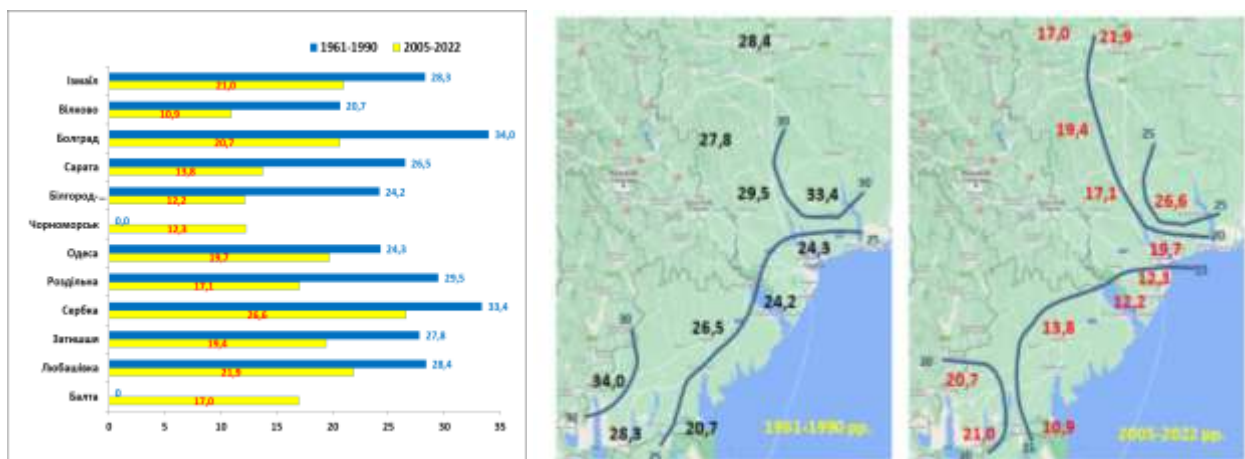 1961-1990 2005-2022
Ізмаїл 28,3
21,0
Вілково 20,7
10,9
Болград 34,0
20,7
Сарата 26,5
13,8
Білгород-... 24,2
12,2
Чорноморськ 0,0
12,3
Одеса 24,3
19,7
Роздільна 29,5
17,1
Сербка 33,4
26,6
Затишшя 27,8
19,4
Любашівка 28,4
21,9
Балта 0
17,0
0 5 10 15 20 25 30 35
28,4
30
27,8
29,5 33,4 30
24,3 25
24,2
26,5
30
34,0
30
28,3 20,7
25
1961-1990 рр.
17,0 21,9
19,4 25
17,1 26,6 25
20
19,7
12,3
12,2
13,8
20
20,7
21,0 10,9
20
2005-2022 рр.